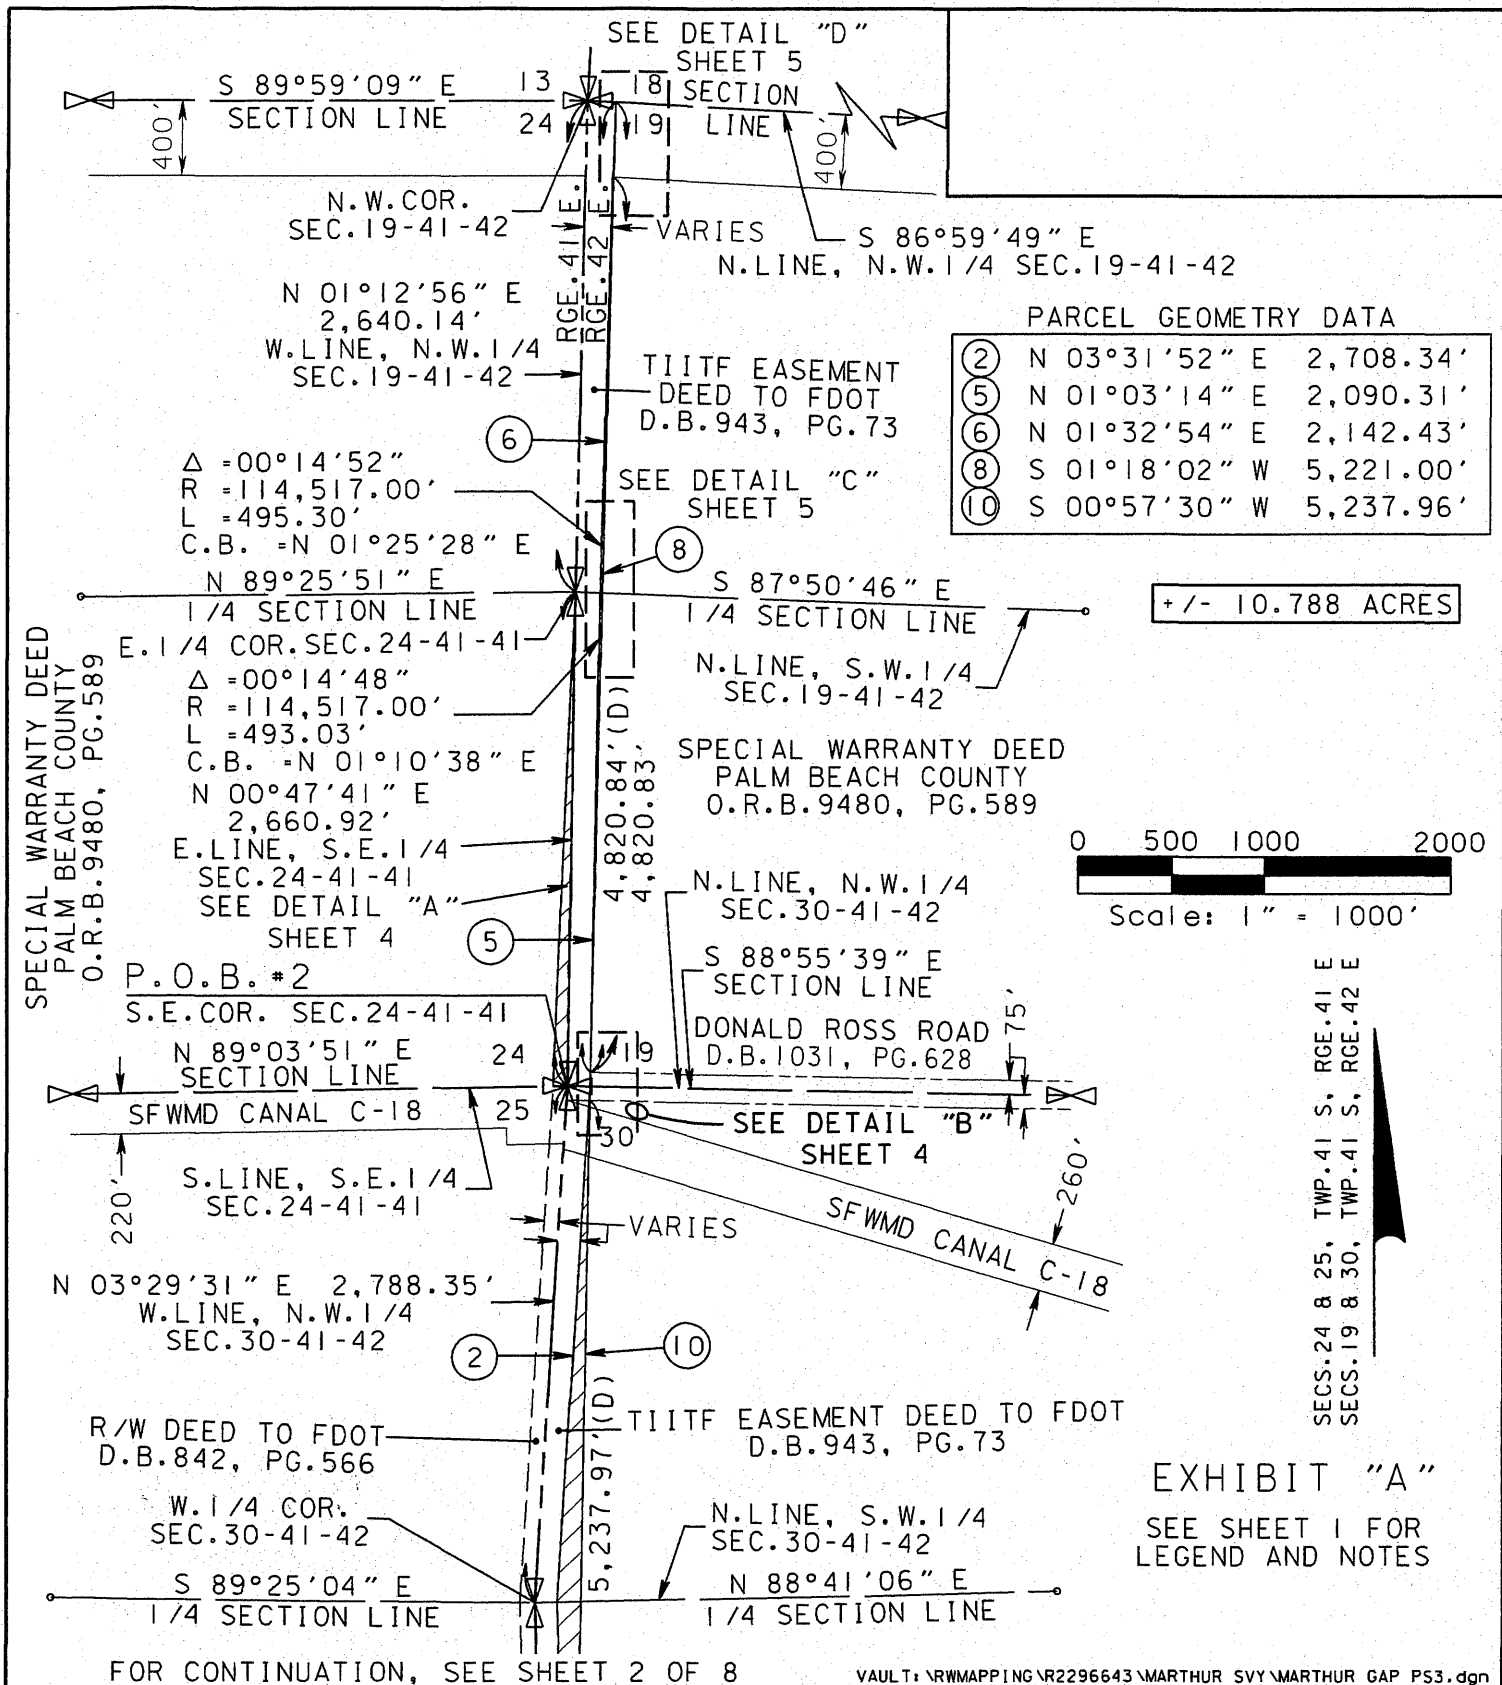 SEE DETAIL "D"
SHEET 5
S 89°59'09" E
SECTION LINE
13
18
24
19
SECTION
LINE
400'
400'
N.W.COR.
SEC.19-41-42
RGE.41 E.
RGE.42 E.
VARIES
S 86°59'49" E
N.LINE, N.W.1/4 SEC.19-41-42
N 01°12'56" E
2,640.14'
W.LINE, N.W.1/4
SEC.19-41-42
TIITF EASEMENT
DEED TO FDOT
D.B.943, PG.73
PARCEL GEOMETRY DATA
2 N 03°31'52" E 2,708.34'
5 N 01°03'14" E 2,090.31'
6 N 01°32'54" E 2,142.43'
8 S 01°18'02" W 5,221.00'
10 S 00°57'30" W 5,237.96'
6
Δ =00°14'52"
R =114,517.00'
L =495.30'
C.B. =N 01°25'28" E
SEE DETAIL "C"
SHEET 5
8
N 89°25'51" E
1/4 SECTION LINE
S 87°50'46" E
1/4 SECTION LINE
+/- 10.788 ACRES
E.1/4 COR.SEC.24-41-41
N.LINE, S.W.1/4
SEC.19-41-42
Δ =00°14'48"
R =114,517.00'
L =493.03'
C.B. =N 01°10'38" E
SPECIAL WARRANTY DEED
PALM BEACH COUNTY
O.R.B.9480, PG.589
4,820.84'(D)
4,820.83'
SPECIAL WARRANTY DEED
PALM BEACH COUNTY
O.R.B.9480, PG.589
N 00°47'41" E
2,660.92'
E.LINE, S.E.1/4
SEC.24-41-41
SEE DETAIL "A"
SHEET 4
0 500 1000 2000
Scale: 1" = 1000'
N.LINE, N.W.1/4
SEC.30-41-42
5
S 88°55'39" E
SECTION LINE
P.O.B. #2
S.E.COR. SEC.24-41-41
DONALD ROSS ROAD
D.B.1031, PG.628
75'
N 89°03'51" E
SECTION LINE
24
19
25
30
SFWMD CANAL C-18
SEE DETAIL "B"
SHEET 4
220'
S.LINE, S.E.1/4
SEC.24-41-41
260'
SFWMD CANAL C-18
VARIES
SECS.24 & 25, TWP.41 S, RGE.41 E
SECS.19 & 30, TWP.41 S, RGE.42 E
N 03°29'31" E 2,788.35'
W.LINE, N.W.1/4
SEC.30-41-42
2
10
R/W DEED TO FDOT
D.B.842, PG.566
TIITF EASEMENT DEED TO FDOT
D.B.943, PG.73
5,237.97'(D)
W.1/4 COR.
SEC.30-41-42
N.LINE, S.W.1/4
SEC.30-41-42
EXHIBIT "A"
SEE SHEET 1 FOR
LEGEND AND NOTES
S 89°25'04" E
1/4 SECTION LINE
N 88°41'06" E
1/4 SECTION LINE
FOR CONTINUATION, SEE SHEET 2 OF 8
VAULT:\RWMAPPING\R2296643\MARTHUR SVY\MARTHUR GAP PS3.dgn